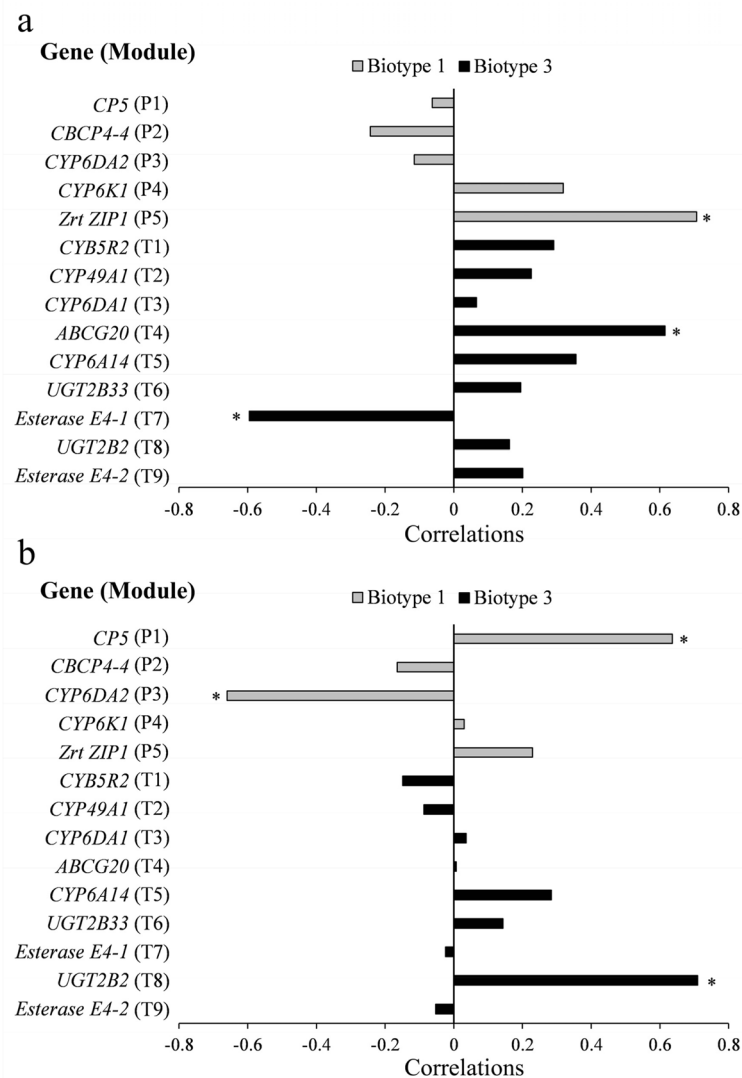 a
Gene (Module)
Biotype 1 Biotype 3
CP5 (P1)
CBCP4-4 (P2)
CYP6DA2 (P3)
CYP6K1 (P4)
Zrt ZIP1 (P5)
*
CYB5R2 (T1)
CYP49A1 (T2)
CYP6DA1 (T3)
ABCG20 (T4)
*
CYP6A14 (T5)
UGT2B33 (T6)
Esterase E4-1 (T7)
*
UGT2B2 (T8)
Esterase E4-2 (T9)
-0.8 -0.6 -0.4 -0.2 0 0.2 0.4 0.6 0.8
Correlations
b
Gene (Module)
Biotype 1 Biotype 3
CP5 (P1)
*
CBCP4-4 (P2)
CYP6DA2 (P3)
*
CYP6K1 (P4)
Zrt ZIP1 (P5)
CYB5R2 (T1)
CYP49A1 (T2)
CYP6DA1 (T3)
ABCG20 (T4)
CYP6A14 (T5)
UGT2B33 (T6)
Esterase E4-1 (T7)
UGT2B2 (T8)
*
Esterase E4-2 (T9)
-0.8 -0.6 -0.4 -0.2 0 0.2 0.4 0.6 0.8
Correlations